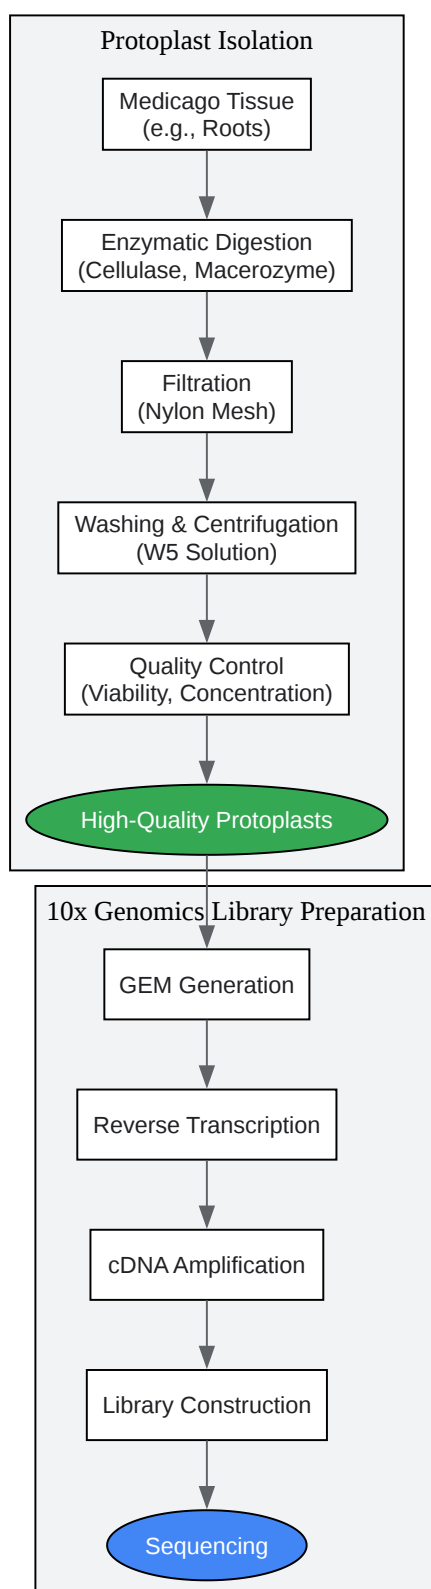 Protoplast Isolation
Medicago Tissue
(e.g., Roots)
Enzymatic Digestion
(Cellulase, Macerozyme)
Filtration
(Nylon Mesh)
Washing & Centrifugation
(W5 Solution)
Quality Control
(Viability, Concentration)
High-Quality Protoplasts
10x Genomics Library Preparation
GEM Generation
Reverse Transcription
cDNA Amplification
Library Construction
Sequencing